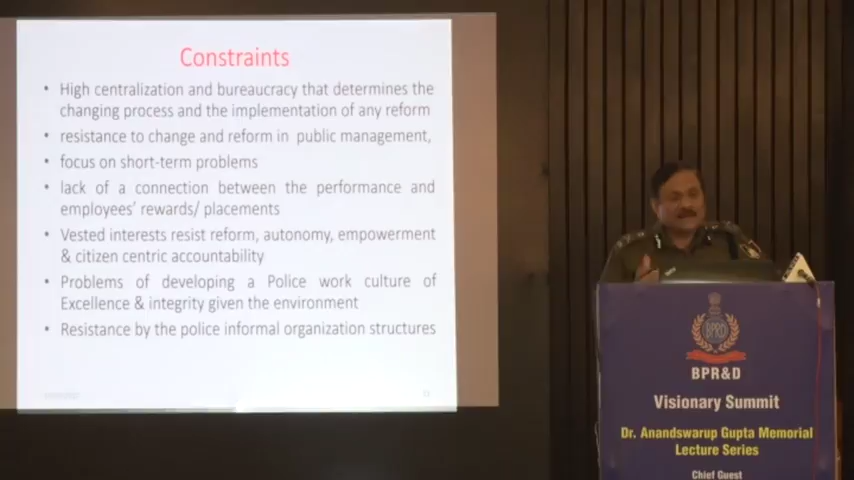 Constraints
• High centralization and bureaucracy that determines the
changing process and the implementation of any reform
• resistance to change and reform in public management,
• focus on short-term problems
• lack of a connection between the performance and
employees' rewards/ placements
• Vested interests resist reform, autonomy, empowerment
& citizen centric accountability
• Problems of developing a Police work culture of
Excellence & integrity given the environment
• Resistance by the police informal organization structures
BPRD
BPR&D
Visionary Summit
Dr. Anandswarup Gupta Memorial
Lecture Series
Chief Guest